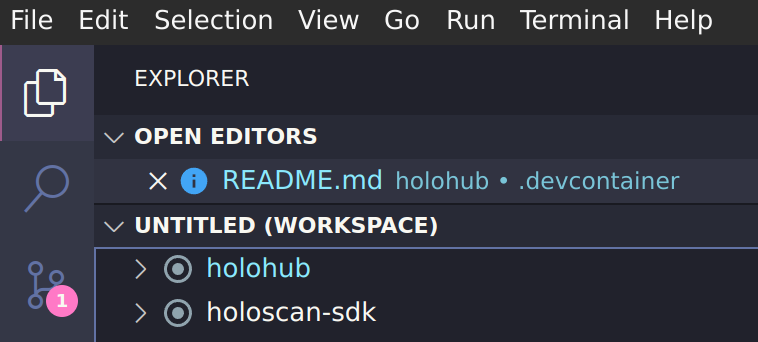 File Edit Selection View Go Run Terminal Help
EXPLORER
OPEN EDITORS
README.md holohub • .devcontainer
UNTITLED (WORKSPACE)
holohub
1
holoscan-sdk